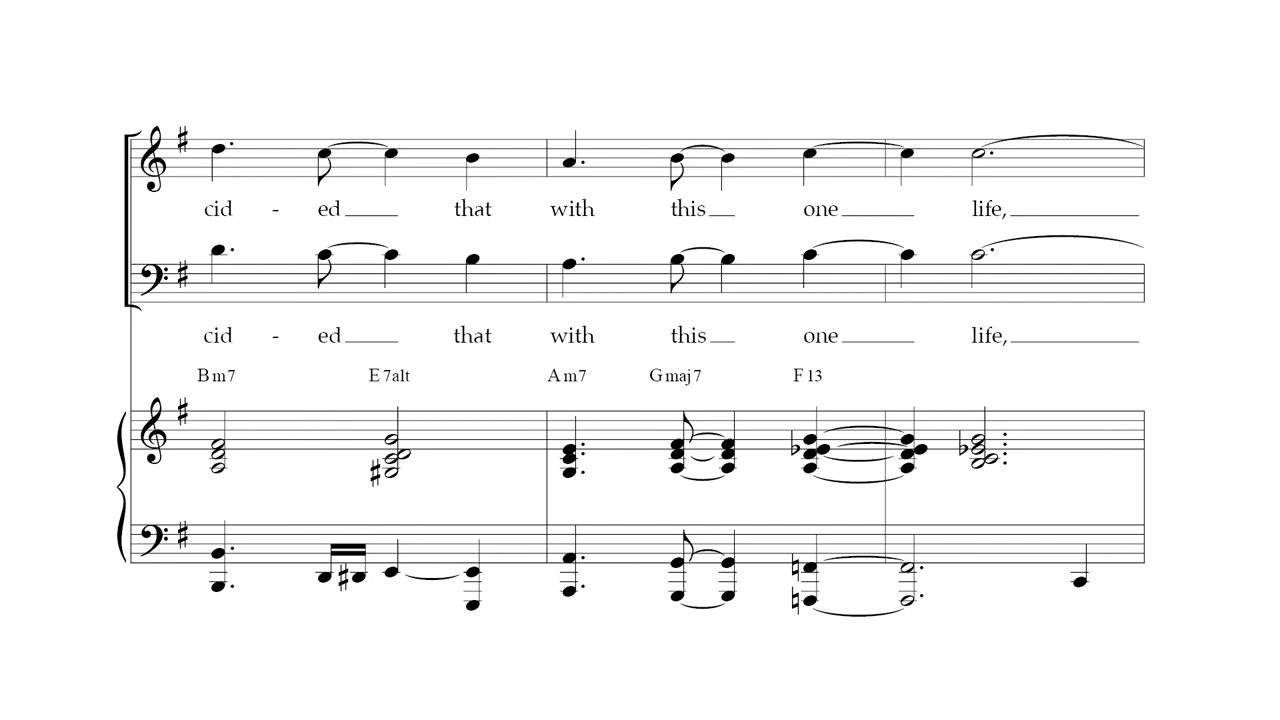 cid - ed that with this one life,
cid - ed that with this one life,
Bm7 E7alt Am7 Gmaj7 F13